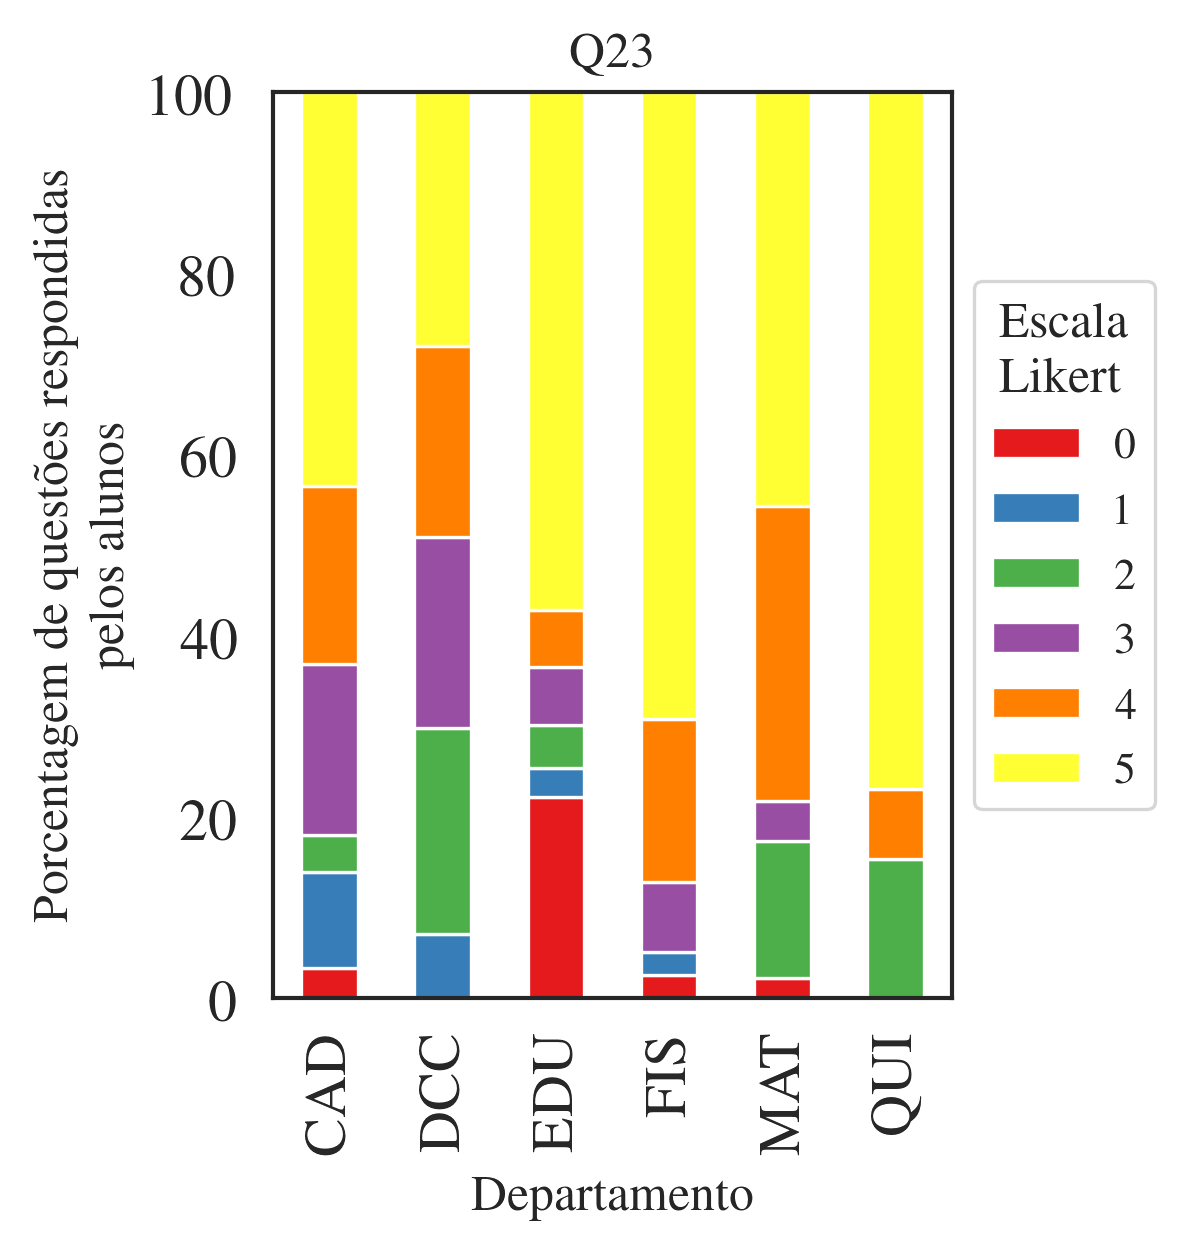 Q23
100
80
60
40
20
0
Porcentagem de questões respondidas
pelos alunos
CAD
DCC
EDU
FIS
MAT
QUI
Departamento
Escala
Likert
0
1
2
3
4
5